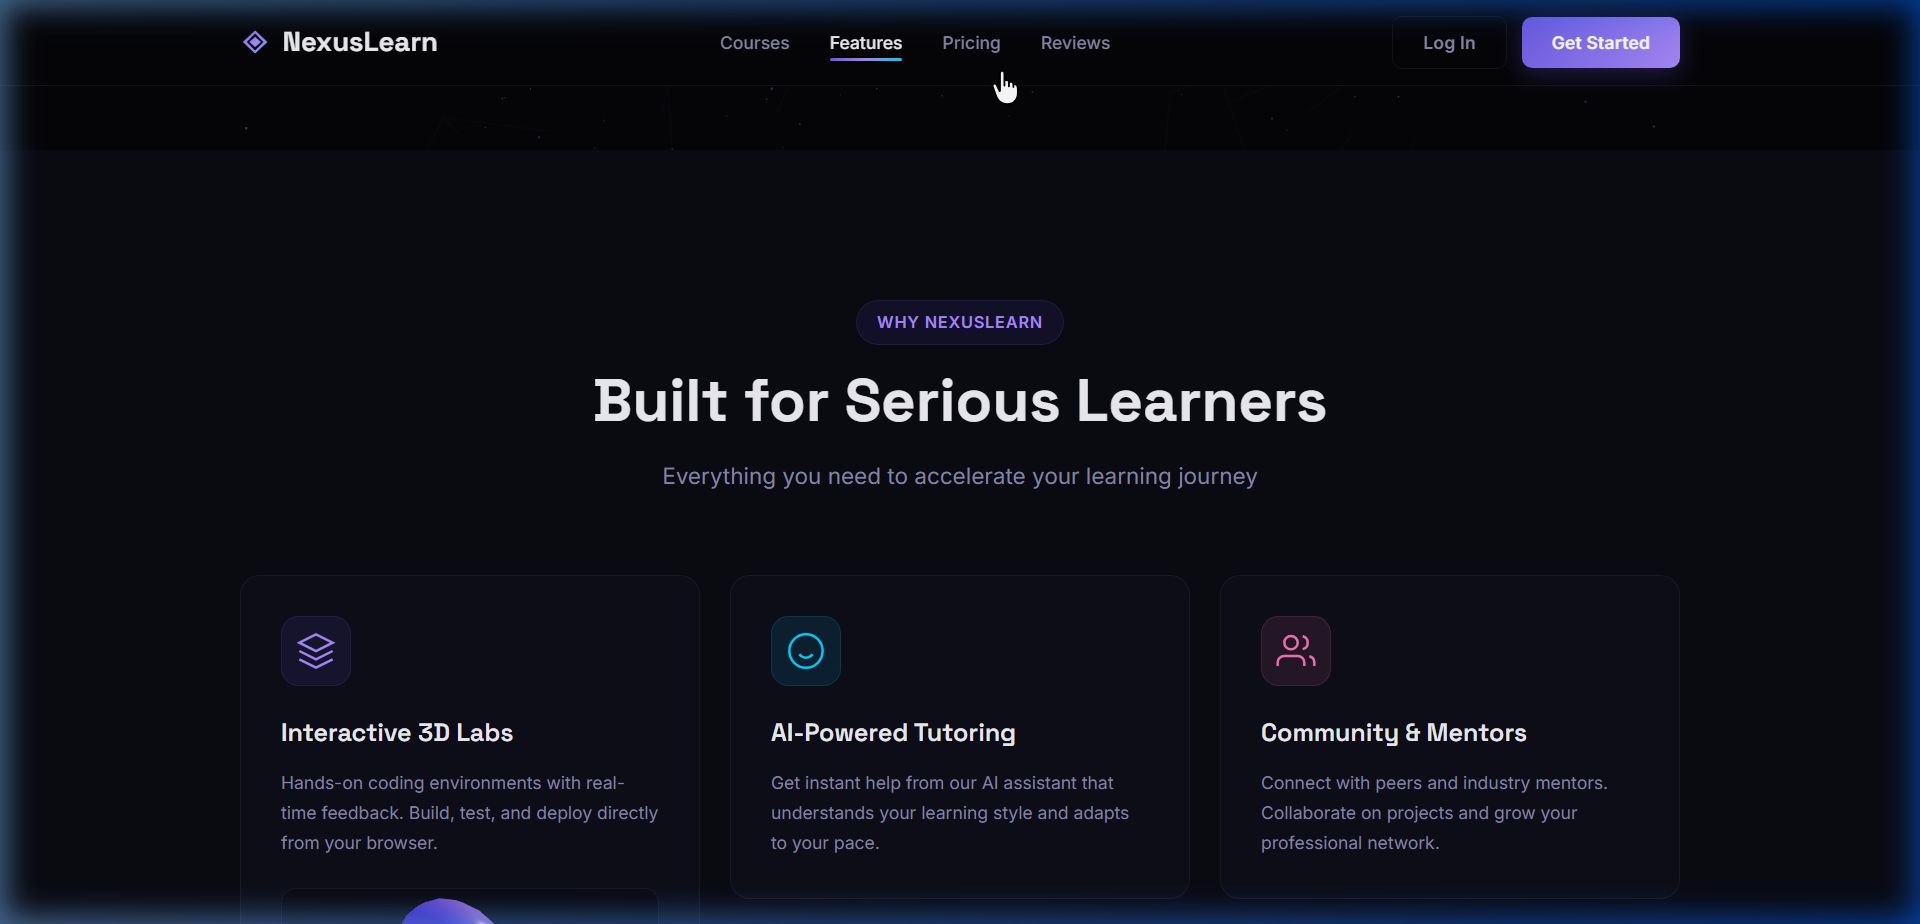 NexusLearn
Courses
Features
Pricing
Reviews
Log In
Get Started
WHY NEXUSLEARN
Built for Serious Learners
Everything you need to accelerate your learning journey
Interactive 3D Labs
Hands-on coding environments with real-
time feedback. Build, test, and deploy directly
from your browser.
AI-Powered Tutoring
Get instant help from our AI assistant that
understands your learning style and adapts
to your pace.
Community & Mentors
Connect with peers and industry mentors.
Collaborate on projects and grow your
professional network.